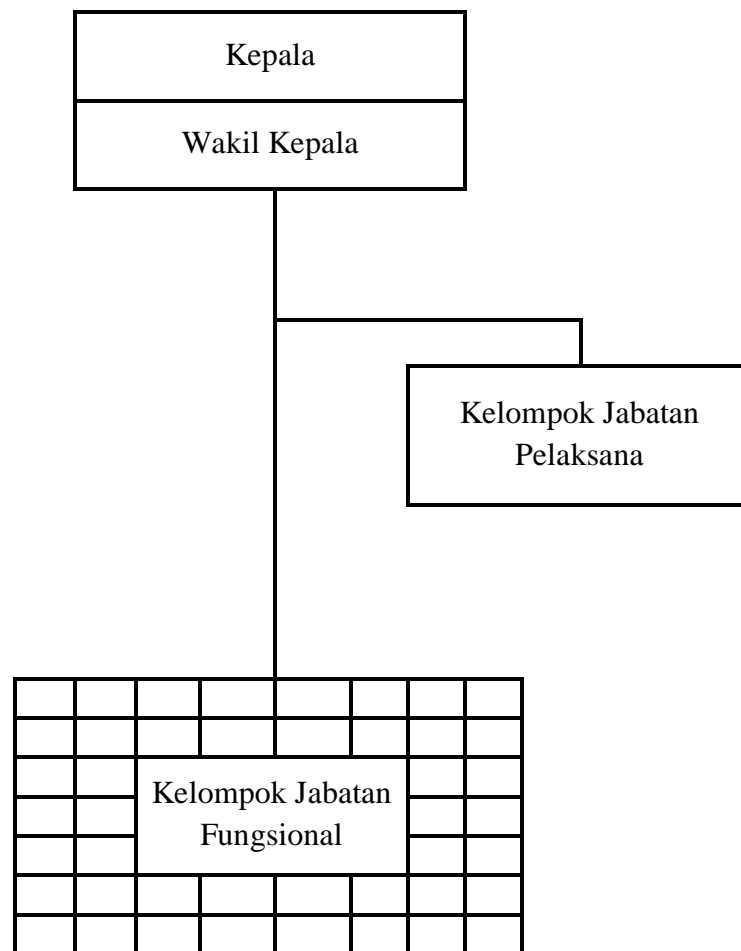 Kepala
Wakil Kepala
Kelompok Jabatan
Pelaksana
Kelompok Jabatan
Fungsional